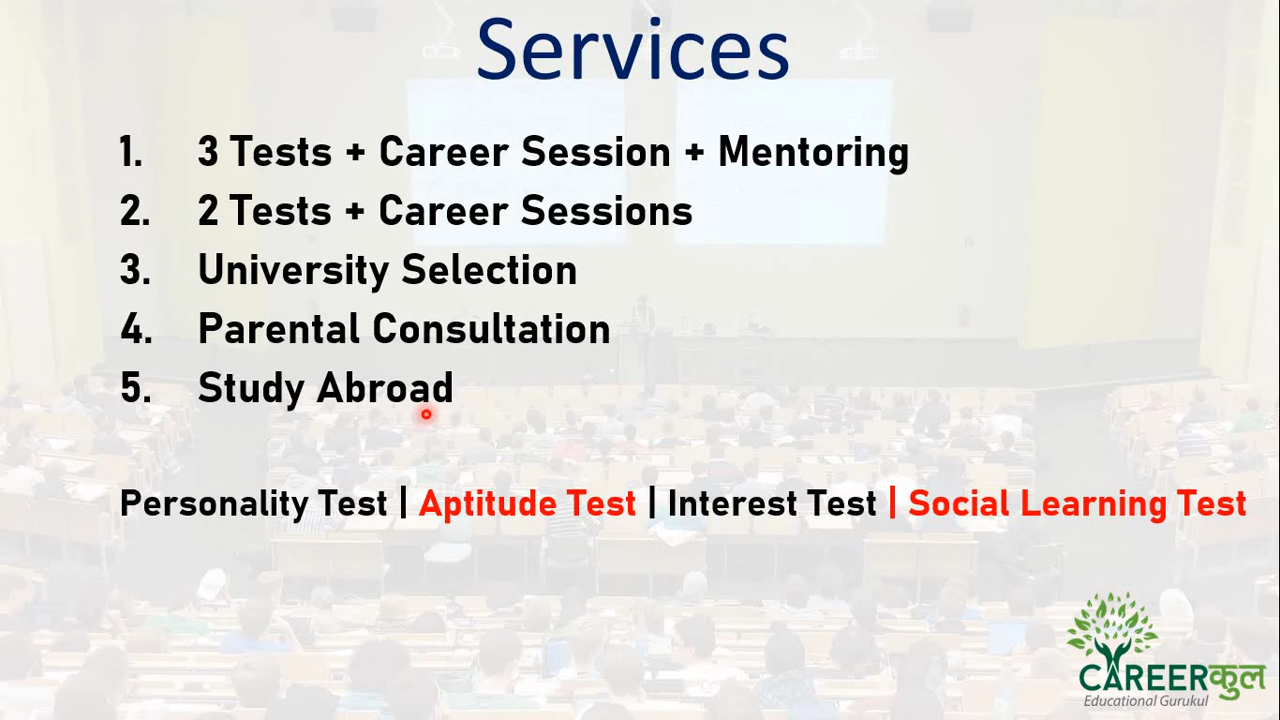 Services
1. 3 Tests + Career Session + Mentoring
2. 2 Tests + Career Sessions
3. University Selection
4. Parental Consultation
5. Study Abroad
Personality Test | Aptitude Test | Interest Test | Social Learning Test
CAREERकुल
Educational Gurukul